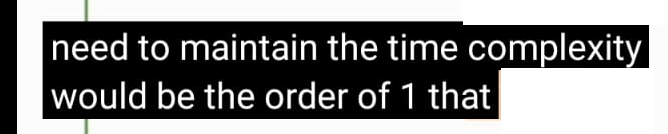 need to maintain the time complexity
would be the order of 1 that